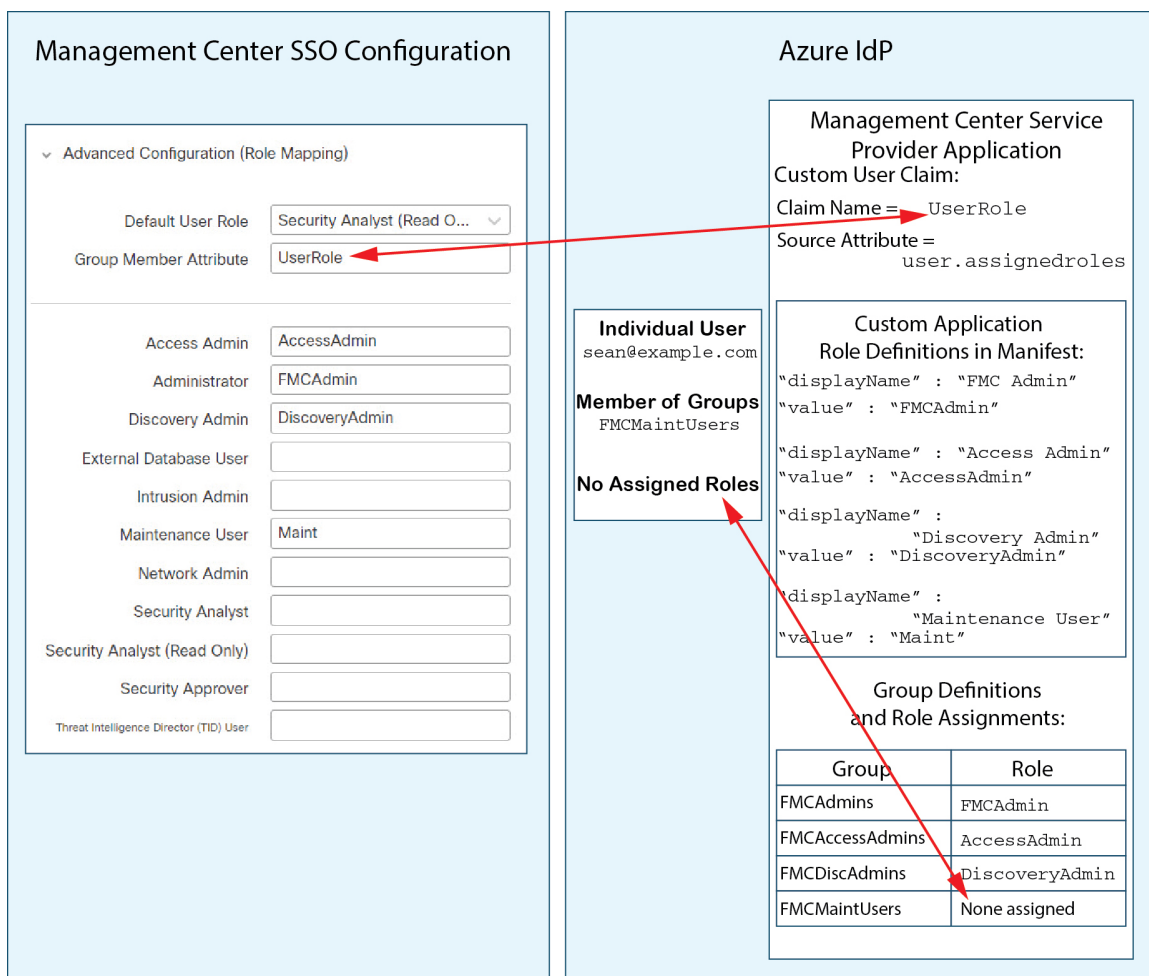 Management Center SSO Configuration
Advanced Configuration (Role Mapping)
Default User Role
Security Analyst (Read O...
Group Member Attribute
UserRole
Access Admin
AccessAdmin
Administrator
FMCAdmin
Discovery Admin
DiscoveryAdmin
External Database User
Intrusion Admin
Maintenance User
Maint
Network Admin
Security Analyst
Security Analyst (Read Only)
Security Approver
Threat Intelligence Director (TID) User
Azure IdP
Individual User
sean@example.com
Member of Groups
FMCMaintUsers
No Assigned Roles
Management Center Service
Provider Application
Custom User Claim:
Claim Name = UserRole
Source Attribute =
user.assignedroles
Custom Application
Role Definitions in Manifest:
"displayName" : "FMC Admin"
"value" : "FMCAdmin"
"displayName" : "Access Admin"
"value" : "AccessAdmin"
"displayName" :
"Discovery Admin"
"value" : "DiscoveryAdmin"
"displayName" :
"Maintenance User"
"value" : "Maint"
Group Definitions
and Role Assignments:
Group Role
FMCAdmins FMCAdmin
FMCAccessAdmins AccessAdmin
FMCDiscAdmins DiscoveryAdmin
FMCMaintUsers None assigned